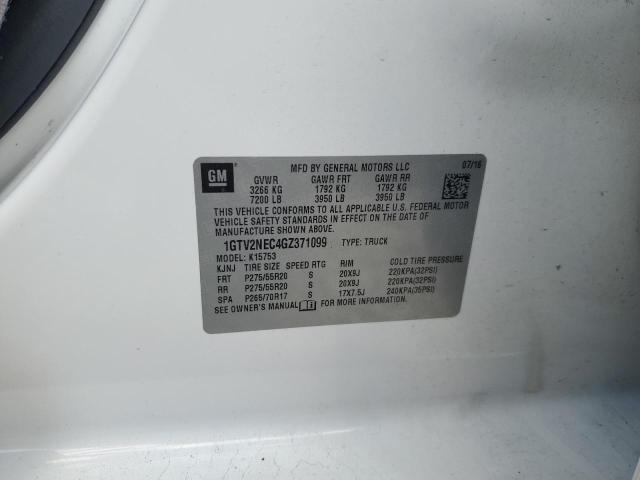 GM
MFD BY GENERAL MOTORS LLC 07/16
GVWR GAWR FRT GAWR RR
3266 KG 1792 KG 1792 KG
7200 LB 3950 LB 3950 LB
THIS VEHICLE CONFORMS TO ALL APPLICABLE U.S. FEDERAL MOTOR
VEHICLE SAFETY STANDARDS IN EFFECT ON THE DATE OF
MANUFACTURE SHOWN ABOVE.
1GTV2NEC4GZ371099 TYPE: TRUCK
MODEL: K15753
KJNJ TIRE SIZE SPEED RTG RIM COLD TIRE PRESSURE
FRT P275/55R20 S 20X9J 220KPA(32PSI)
RR P275/55R20 S 20X9J 220KPA(32PSI)
SPA P265/70R17 S 17X7.5J 240KPA(35PSI)
SEE OWNER'S MANUAL FOR MORE INFORMATION.